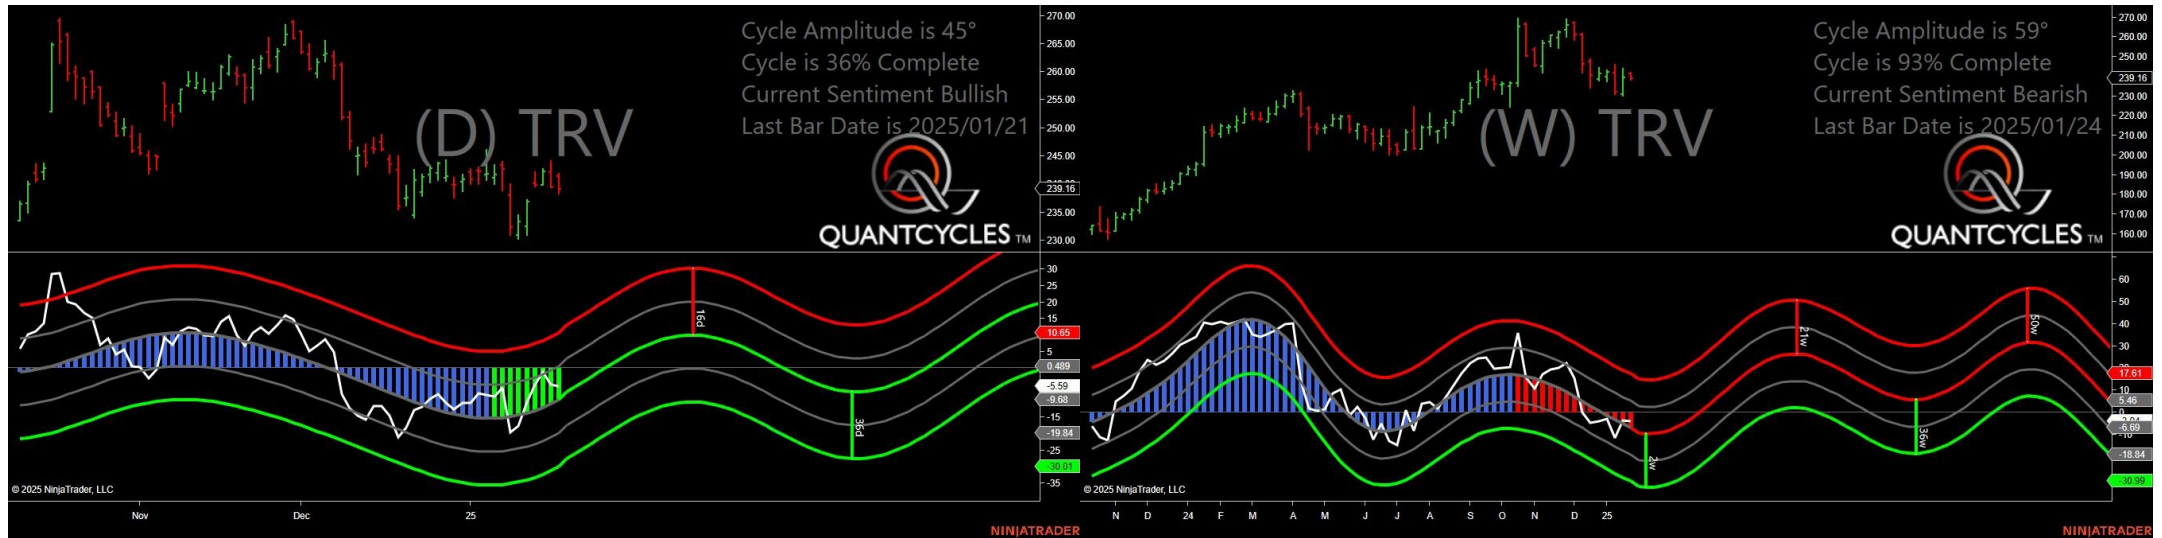 Cycle Amplitude is 45°
Cycle is 36% Complete
Current Sentiment Bullish
Last Bar Date is 2025/01/21
(D) TRV
QUANTCYCLES TM
270.00
265.00
260.00
255.00
250.00
245.00
239.16
235.00
230.00
16d
36d
30
25
20
15
10.65
5
0.489
-5.59
-9.68
-15
-19.84
-25
-30.01
-35
© 2025 NinjaTrader, LLC
Nov
Dec
25
NINJATRADER
Cycle Amplitude is 59°
Cycle is 93% Complete
Current Sentiment Bearish
Last Bar Date is 2025/01/24
(W) TRV
QUANTCYCLES TM
270.00
260.00
250.00
239.16
230.00
220.00
210.00
200.00
190.00
180.00
170.00
160.00
2w
21w
36w
50w
60
50
40
30
17.61
10
5.46
-6.69
-18.84
-30.99
© 2025 NinjaTrader, LLC
N D 24 F M A M J J A S O N D 25
NINJATRADER